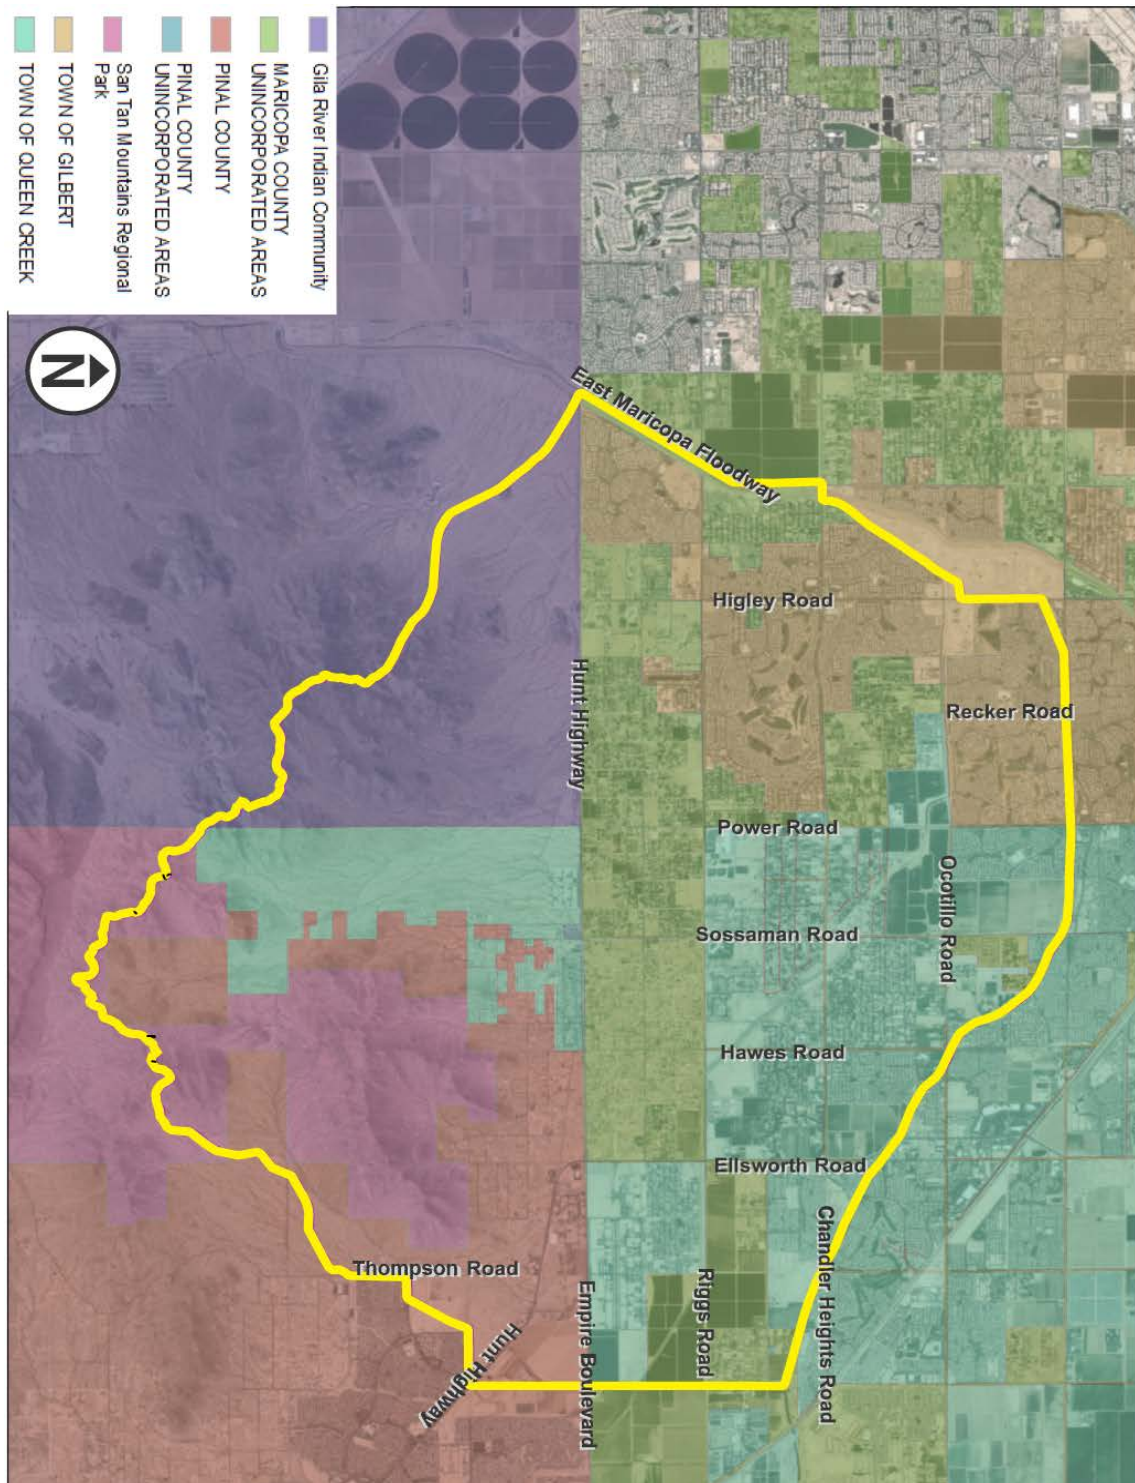 Gila River Indian Community
MARICOPA COUNTY
UNINCORPORATED AREAS
PINAL COUNTY
PINAL COUNTY
UNINCORPORATED AREAS
San Tan Mountains Regional
Park
TOWN OF GILBERT
TOWN OF QUEEN CREEK
N
East Maricopa Floodway
Higley Road
Hunt Highway
Recker Road
Power Road
Ocotillo Road
Sossaman Road
Hawes Road
Ellsworth Road
Chandler Heights Road
Riggs Road
Thompson Road
Empire Boulevard
Hunt Highway